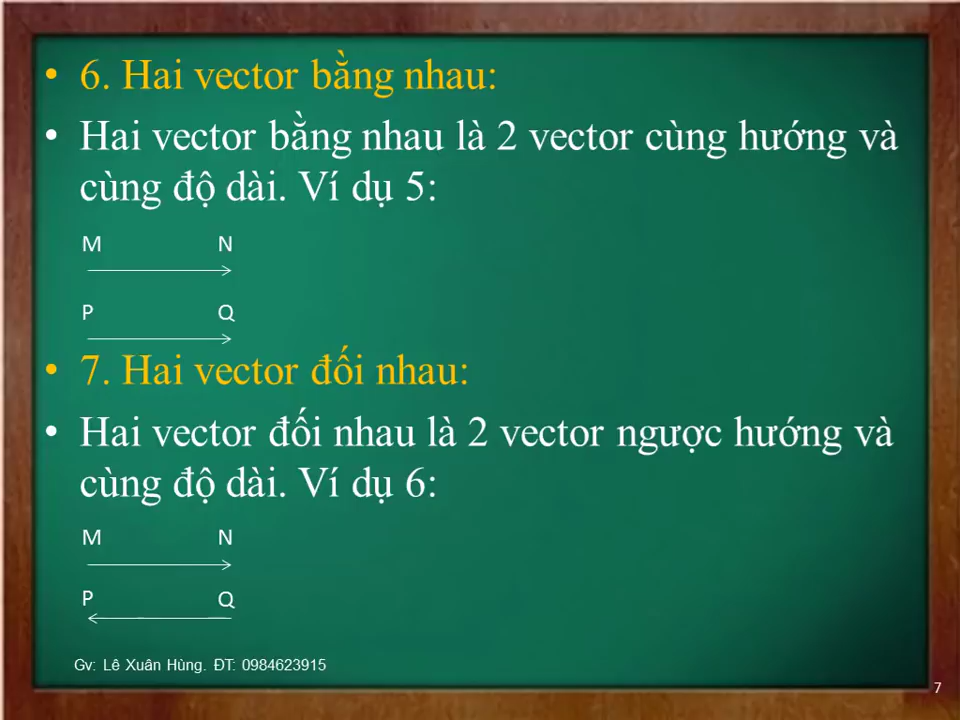 • 6. Hai vector bằng nhau:
• Hai vector bằng nhau là 2 vector cùng hướng và
cùng độ dài. Ví dụ 5:
M N
P Q
• 7. Hai vector đối nhau:
• Hai vector đối nhau là 2 vector ngược hướng và
cùng độ dài. Ví dụ 6:
M N
P Q
Gv: Lê Xuân Hùng. ĐT: 0984623915
7